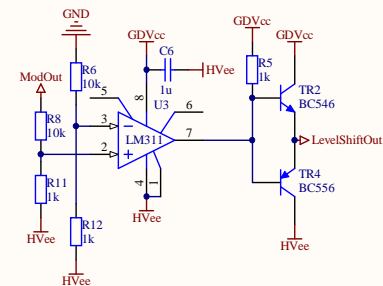 GND
GDVcc
GDVcc
GDVcc
C6
1u
HVee
ModOut
R6
10k
R5
1k
TR2
BC546
5
8
U3
6
R8
10k
3
LM311
7
LevelShiftOut
2
R11
1k
4
1
TR4
BC556
R12
1k
HVee
HVee
HVee
HVee